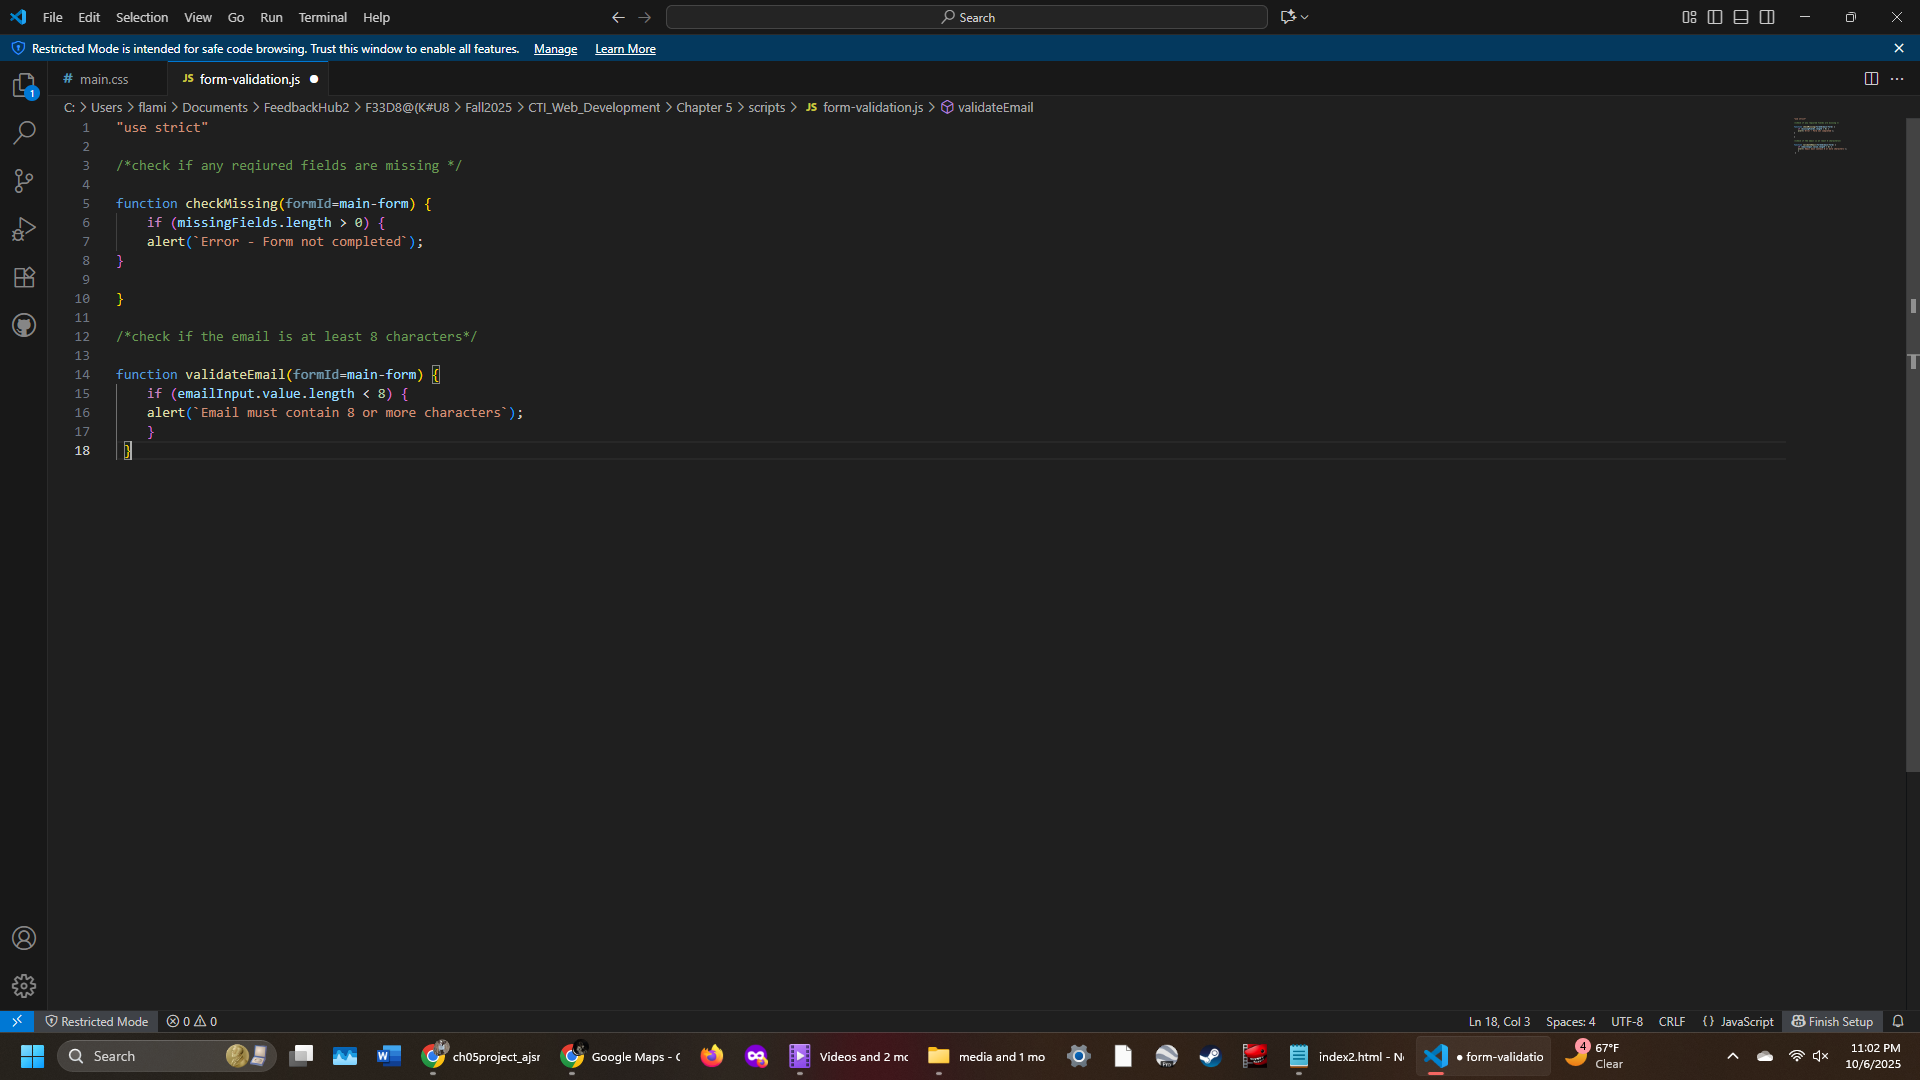 File Edit Selection View Go Run Terminal Help
Search
Restricted Mode is intended for safe code browsing. Trust this window to enable all features. Manage Learn More
1
# main.css
JS form-validation.js
C: > Users > flami > Documents > FeedbackHub2 > F33D8@(K#U8 > Fall2025 > CTI_Web_Development > Chapter 5 > scripts > JS form-validation.js > validateEmail
1 "use strict"
2
3 /*check if any reqiured fields are missing */
4
5 function checkMissing(formId=main-form) {
6 if (missingFields.length > 0) {
7 alert(`Error - Form not completed`);
8 }
9
10 }
11
12 /*check if the email is at least 8 characters*/
13
14 function validateEmail(formId=main-form) {
15 if (emailInput.value.length < 8) {
16 alert(`Email must contain 8 or more characters`);
17 }
18 }
Restricted Mode 0 0 Ln 18, Col 3 Spaces: 4 UTF-8 CRLF {} JavaScript Finish Setup
Search
ch05project_ajsr
Google Maps - G
Videos and 2 mo
media and 1 mo
index2.html - No
● form-validatio
4
67°F
Clear
11:02 PM
10/6/2025